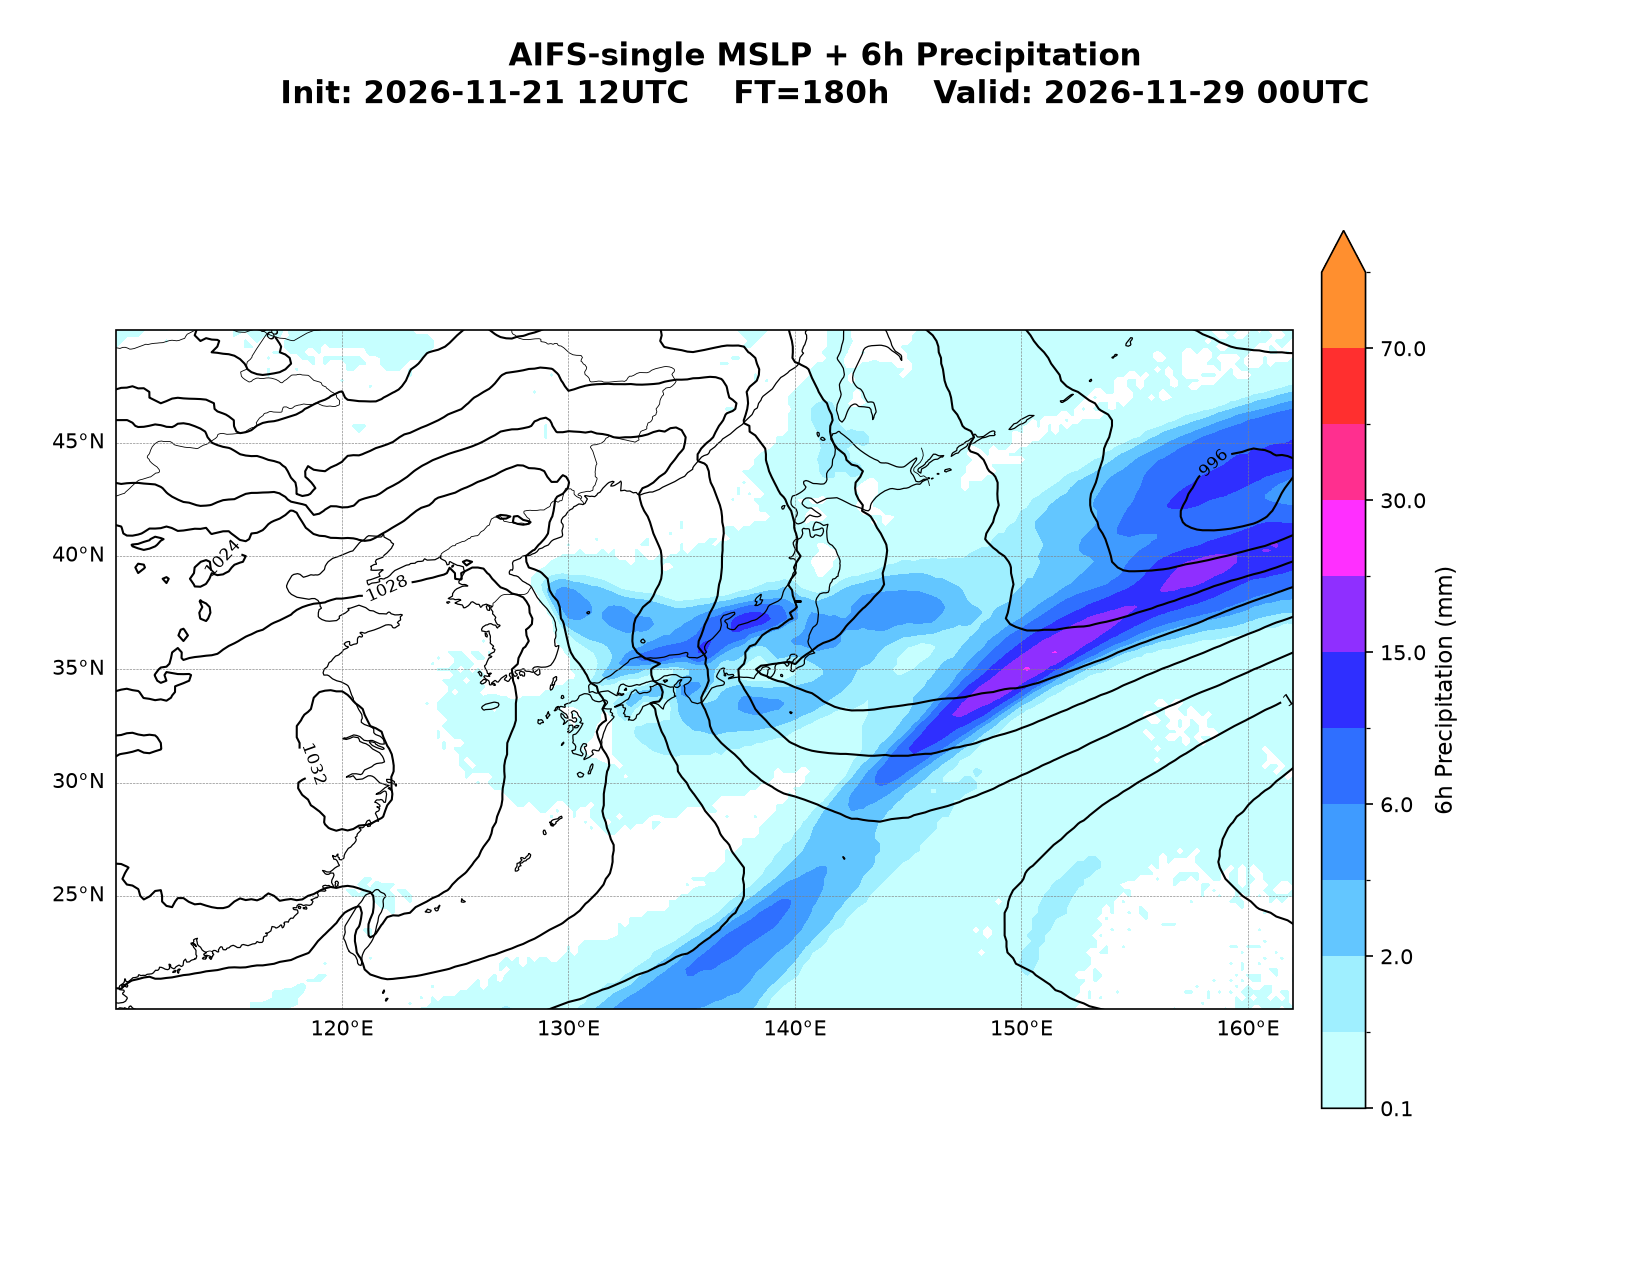 AIFS-single MSLP + 6h Precipitation
Init: 2026-11-21 12UTC    FT=180h    Valid: 2026-11-29 00UTC
70.0
30.0
15.0
6.0
2.0
0.1
6h Precipitation (mm)
45°N
40°N
35°N
30°N
25°N
120°E
130°E
140°E
150°E
160°E
996
1024
1028
1032